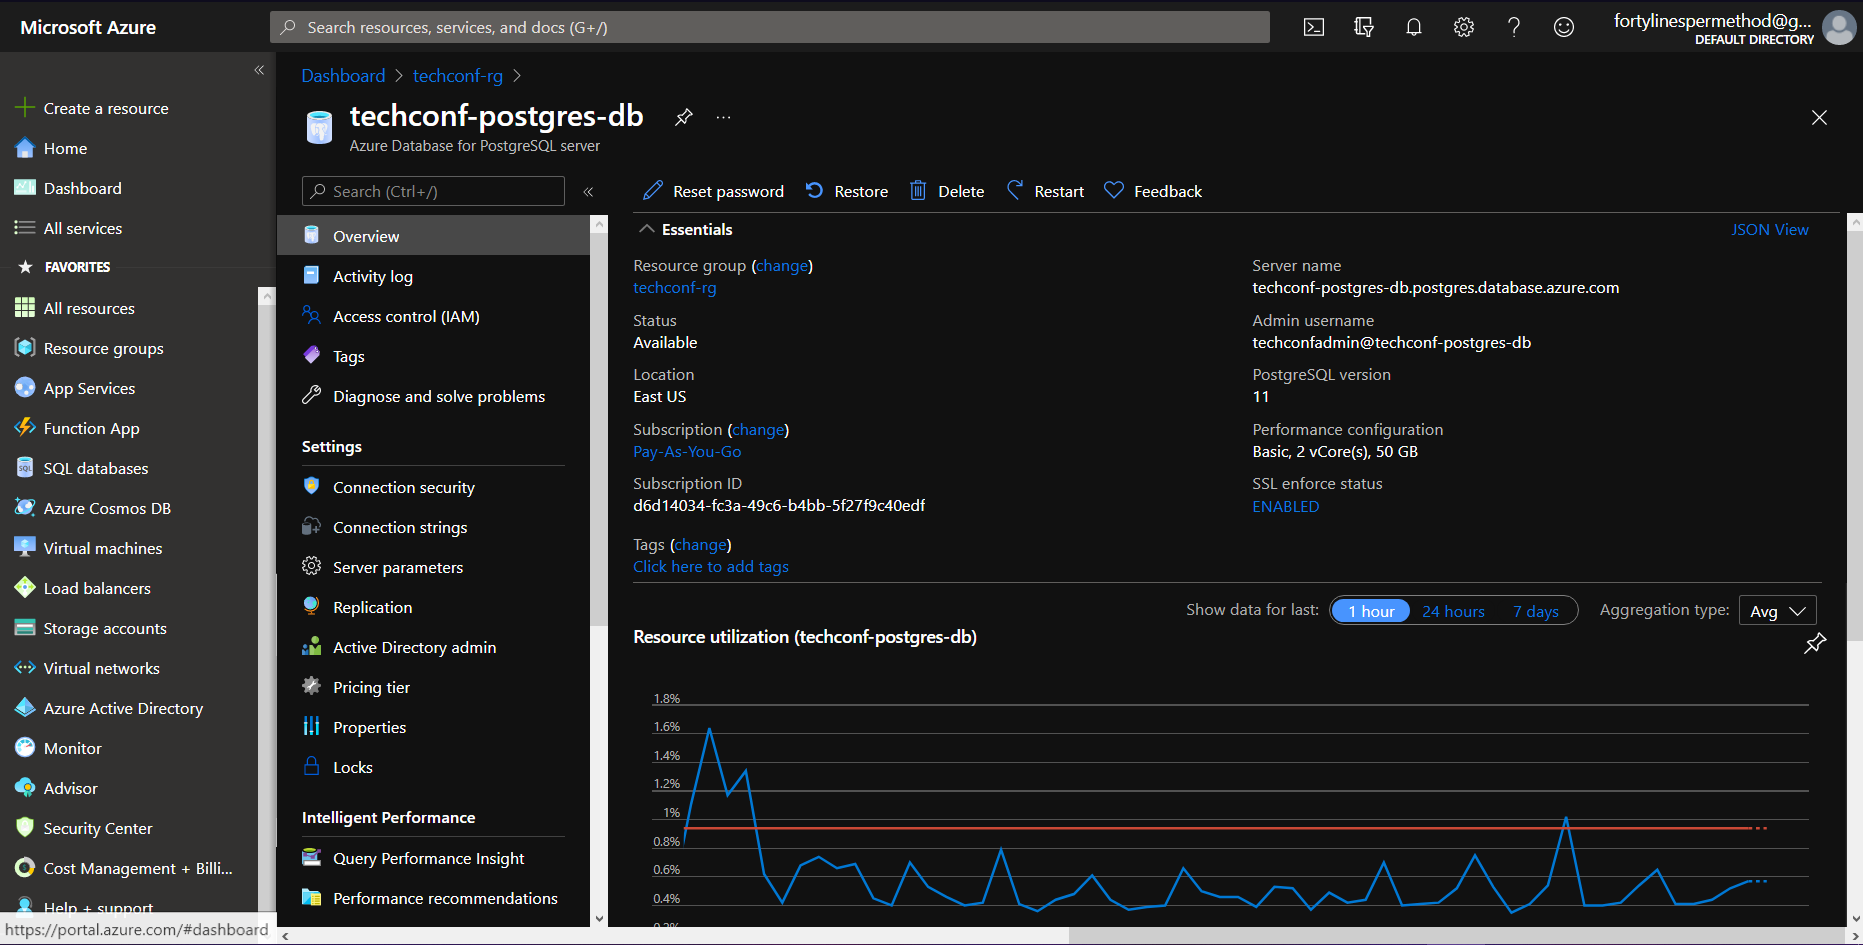 Microsoft Azure
Search resources, services, and docs (G+/)
fortylinespermethod@g...
DEFAULT DIRECTORY
Create a resource
Home
Dashboard
All services
FAVORITES
All resources
Resource groups
App Services
Function App
SQL databases
Azure Cosmos DB
Virtual machines
Load balancers
Storage accounts
Virtual networks
Azure Active Directory
Monitor
Advisor
Security Center
Cost Management + Billi...
Help + support
https://portal.azure.com/#dashboard
Dashboard > techconf-rg >
techconf-postgres-db
Azure Database for PostgreSQL server
Search (Ctrl+/)
Overview
Activity log
Access control (IAM)
Tags
Diagnose and solve problems
Settings
Connection security
Connection strings
Server parameters
Replication
Active Directory admin
Pricing tier
Properties
Locks
Intelligent Performance
Query Performance Insight
Performance recommendations
Reset password Restore Delete Restart Feedback
Essentials
JSON View
Resource group (change)
techconf-rg
Status
Available
Location
East US
Subscription (change)
Pay-As-You-Go
Subscription ID
d6d14034-fc3a-49c6-b4bb-5f27f9c40edf
Tags (change)
Click here to add tags
Server name
techconf-postgres-db.postgres.database.azure.com
Admin username
techconfadmin@techconf-postgres-db
PostgreSQL version
11
Performance configuration
Basic, 2 vCore(s), 50 GB
SSL enforce status
ENABLED
Show data for last: 1 hour 24 hours 7 days Aggregation type: Avg
Resource utilization (techconf-postgres-db)
1.8%
1.6%
1.4%
1.2%
1%
0.8%
0.6%
0.4%
0.2%